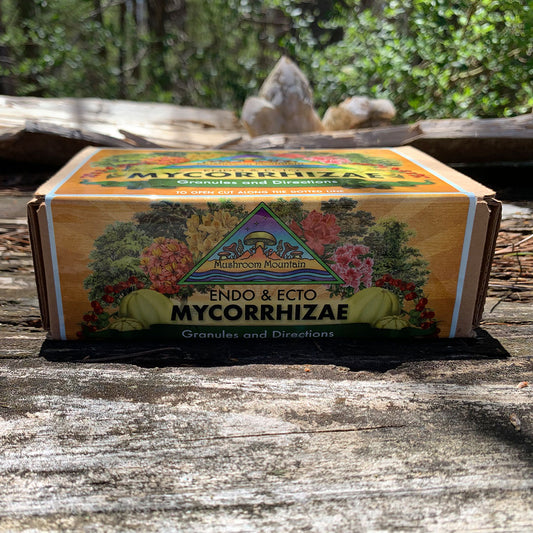 MYCORRHIZAE
Granules and Directions
TO OPEN CUT ALONG THE DOTTED LINE
Mushroom Mountain
ENDO & ECTO
MYCORRHIZAE
Granules and Directions